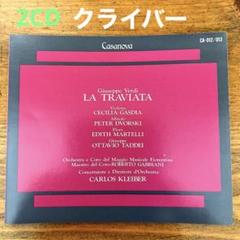 2CD クライバー
Casanova
CA-012/013
Giuseppe Verdi
LA TRAVIATA
Violetta
CECILIA GASDIA
Alfredo
PETER DVORSKI
Flora
EDITH MARTELLI
Giuseppe
OTTAVIO TADDEI
Orchestra e Coro del Maggio Musicale Fiorentino
Maestro del Coro•ROBERTO GABBIANI
Concertatore e Direttore d'Orchestra:
CARLOS KLEIBER